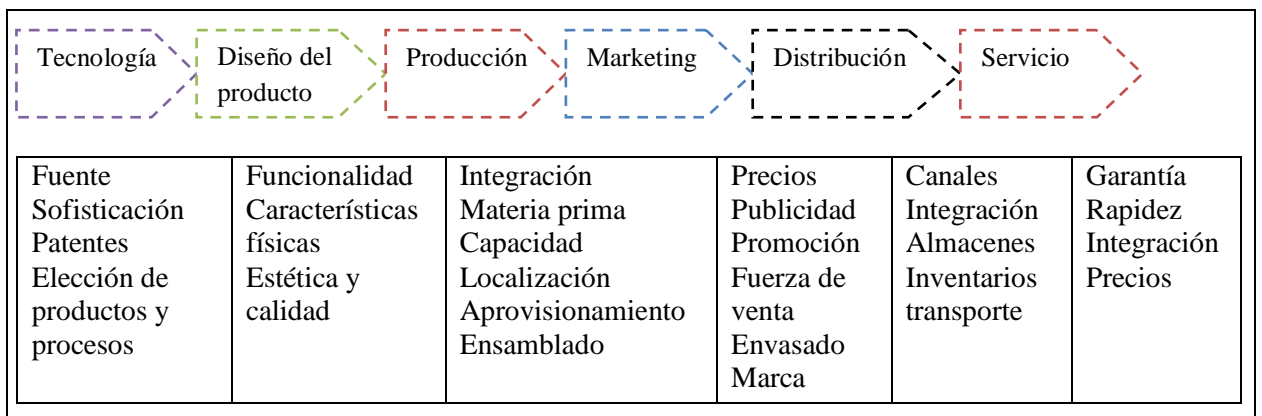 Tecnología
Diseño del
producto
Producción
Marketing
Distribución
Servicio
Fuente
Sofisticación
Patentes
Elección de
productos y
procesos
Funcionalidad
Características
físicas
Estética y
calidad
Integración
Materia prima
Capacidad
Localización
Aprovisionamiento
Ensamblado
Precios
Publicidad
Promoción
Fuerza de
venta
Envasado
Marca
Canales
Integración
Almacenes
Inventarios
transporte
Garantía
Rapidez
Integración
Precios